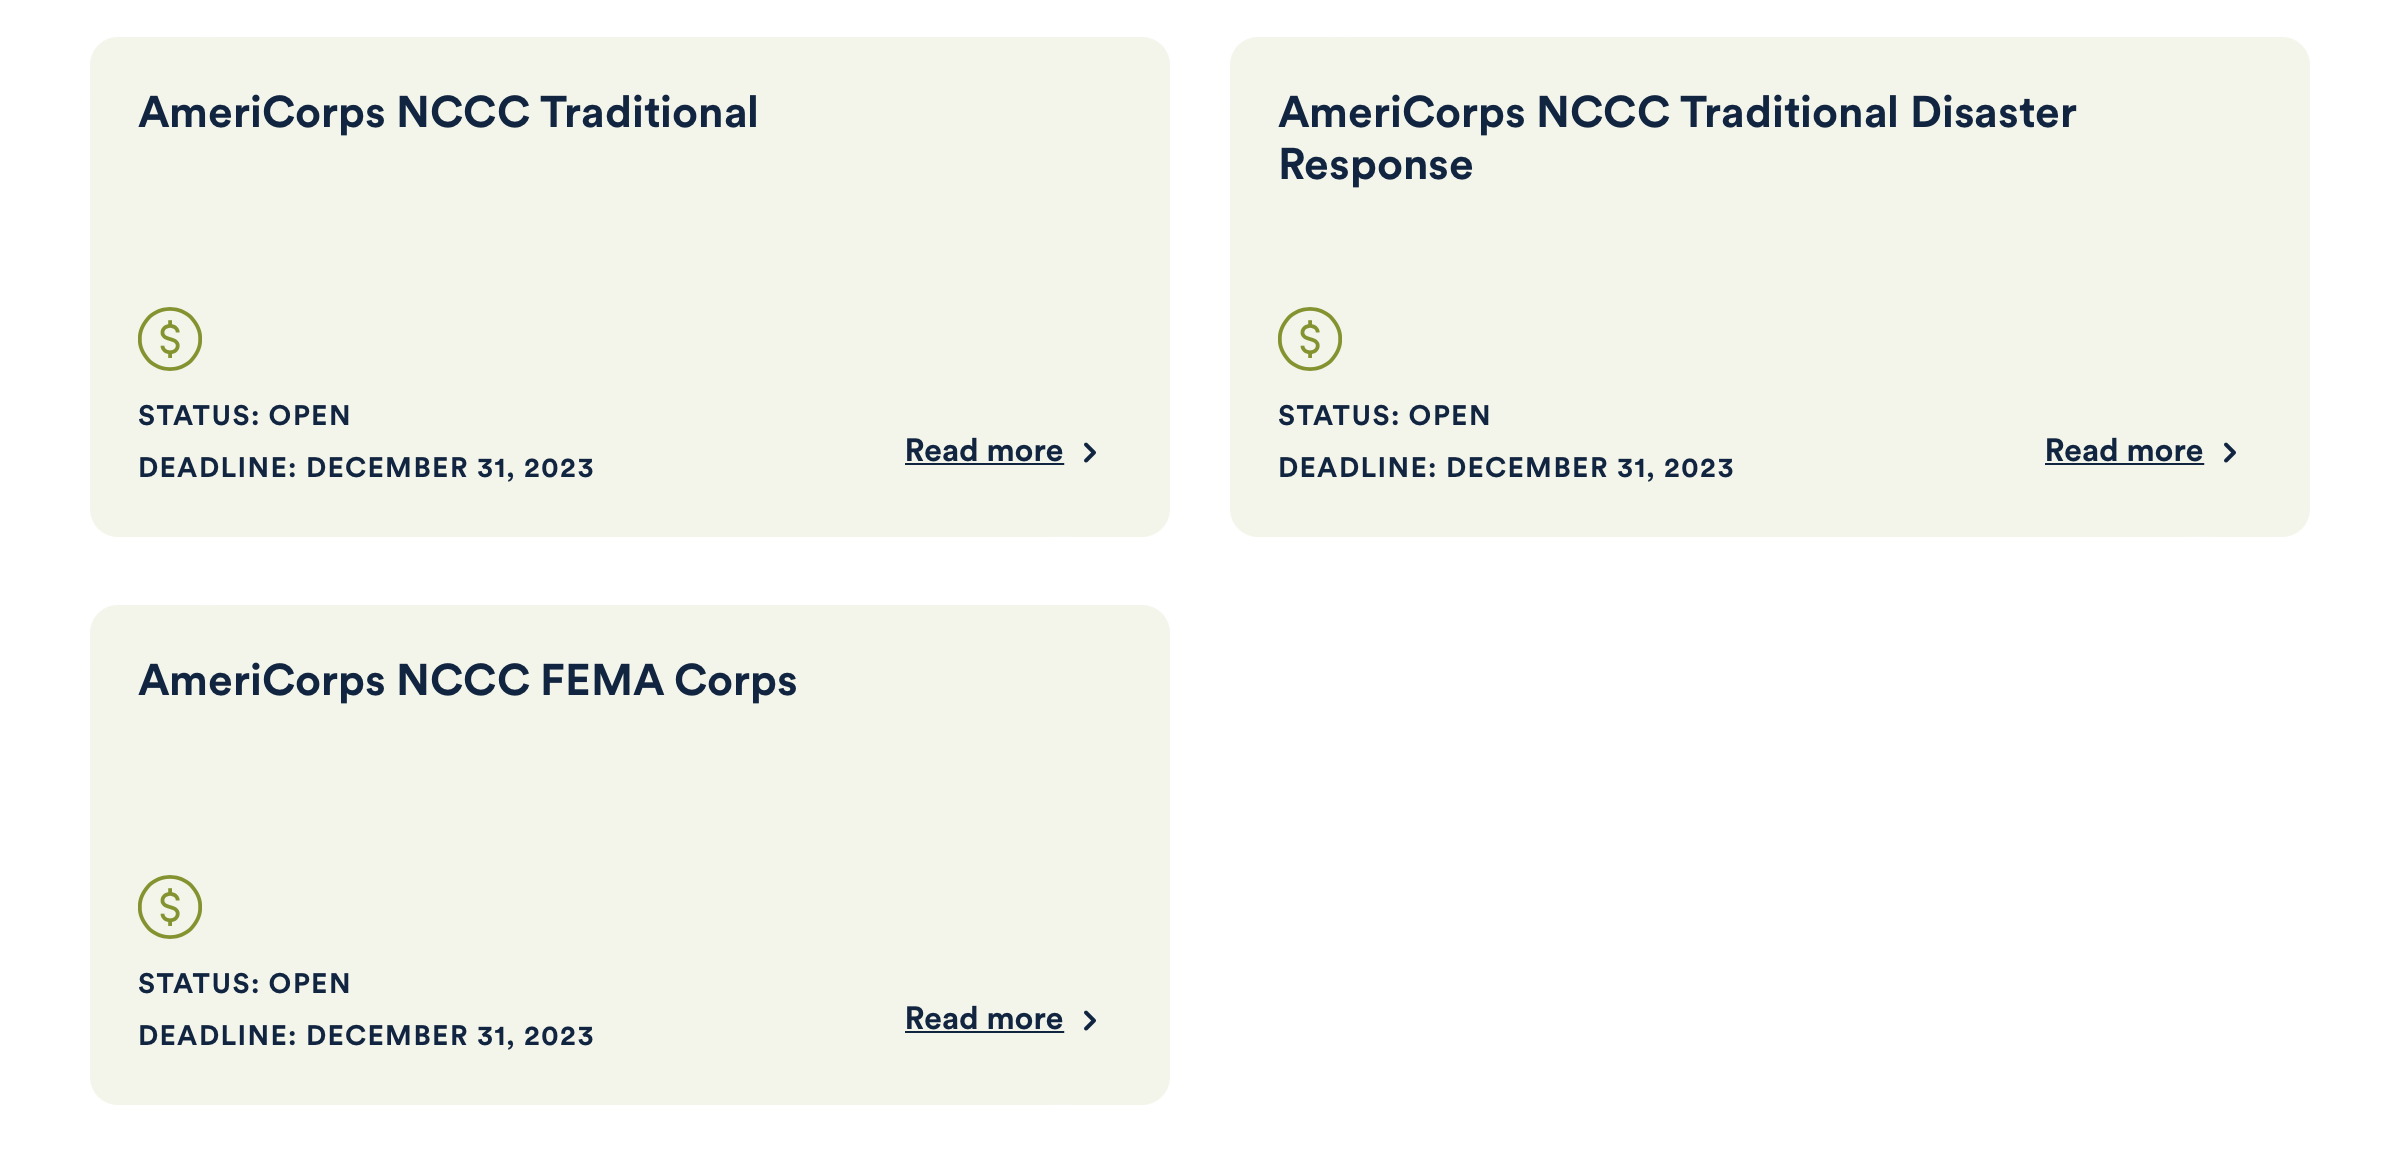 AmeriCorps NCCC Traditional
$
STATUS: OPEN
DEADLINE: DECEMBER 31, 2023
Read more
AmeriCorps NCCC Traditional Disaster
Response
$
STATUS: OPEN
DEADLINE: DECEMBER 31, 2023
Read more
AmeriCorps NCCC FEMA Corps
$
STATUS: OPEN
DEADLINE: DECEMBER 31, 2023
Read more